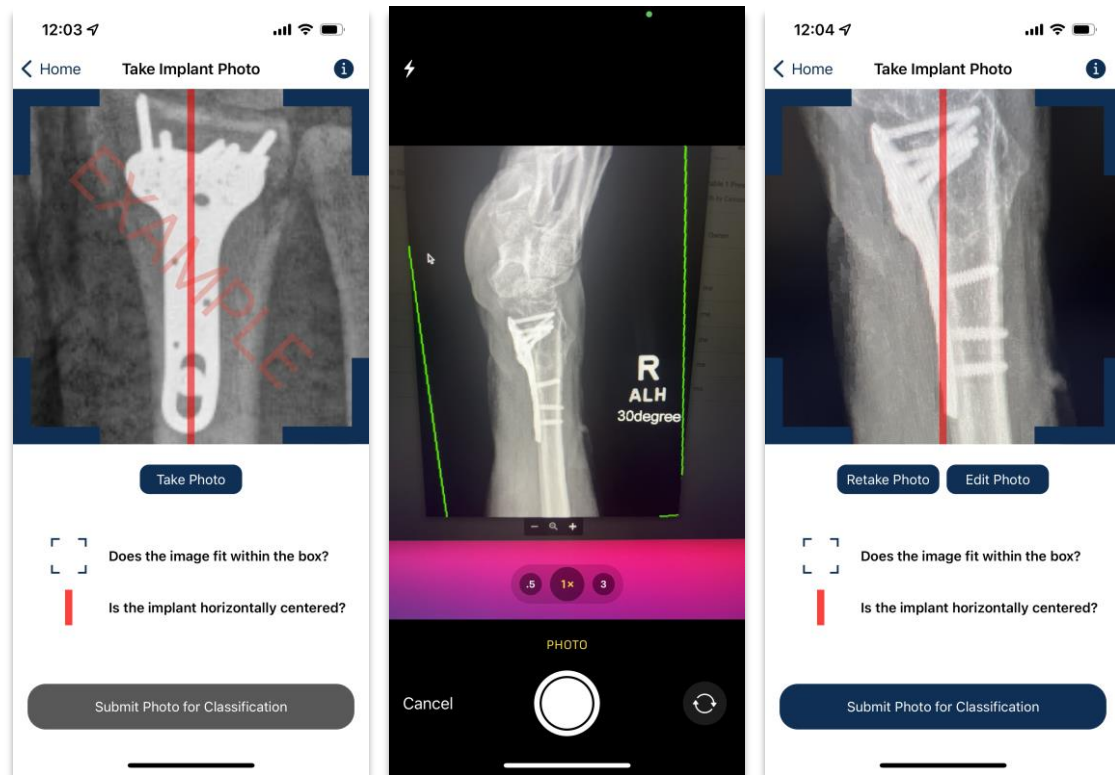 12:03
Home
Take Implant Photo
EXAMPLE
Take Photo
Does the image fit within the box?
Is the implant horizontally centered?
Submit Photo for Classification
R
ALH
30degree
.5
1×
3
PHOTO
Cancel
12:04
Home
Take Implant Photo
Retake Photo
Edit Photo
Does the image fit within the box?
Is the implant horizontally centered?
Submit Photo for Classification